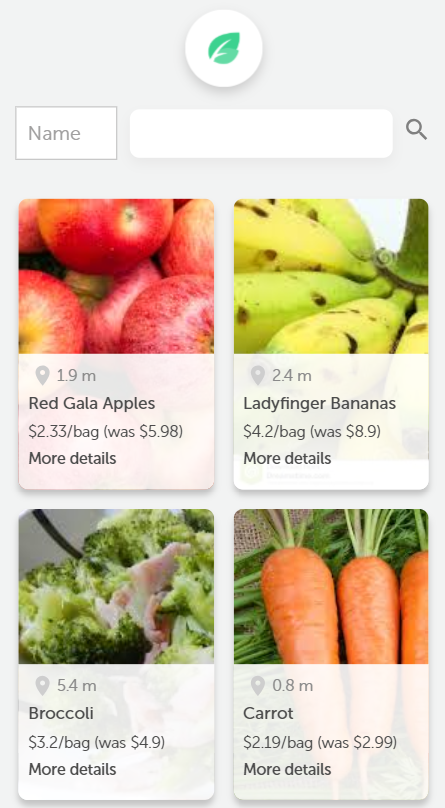 Name
1.9 m
Red Gala Apples
$2.33/bag (was $5.98)
More details
2.4 m
Ladyfinger Bananas
$4.2/bag (was $8.9)
More details
5.4 m
Broccoli
$3.2/bag (was $4.9)
More details
0.8 m
Carrot
$2.19/bag (was $2.99)
More details